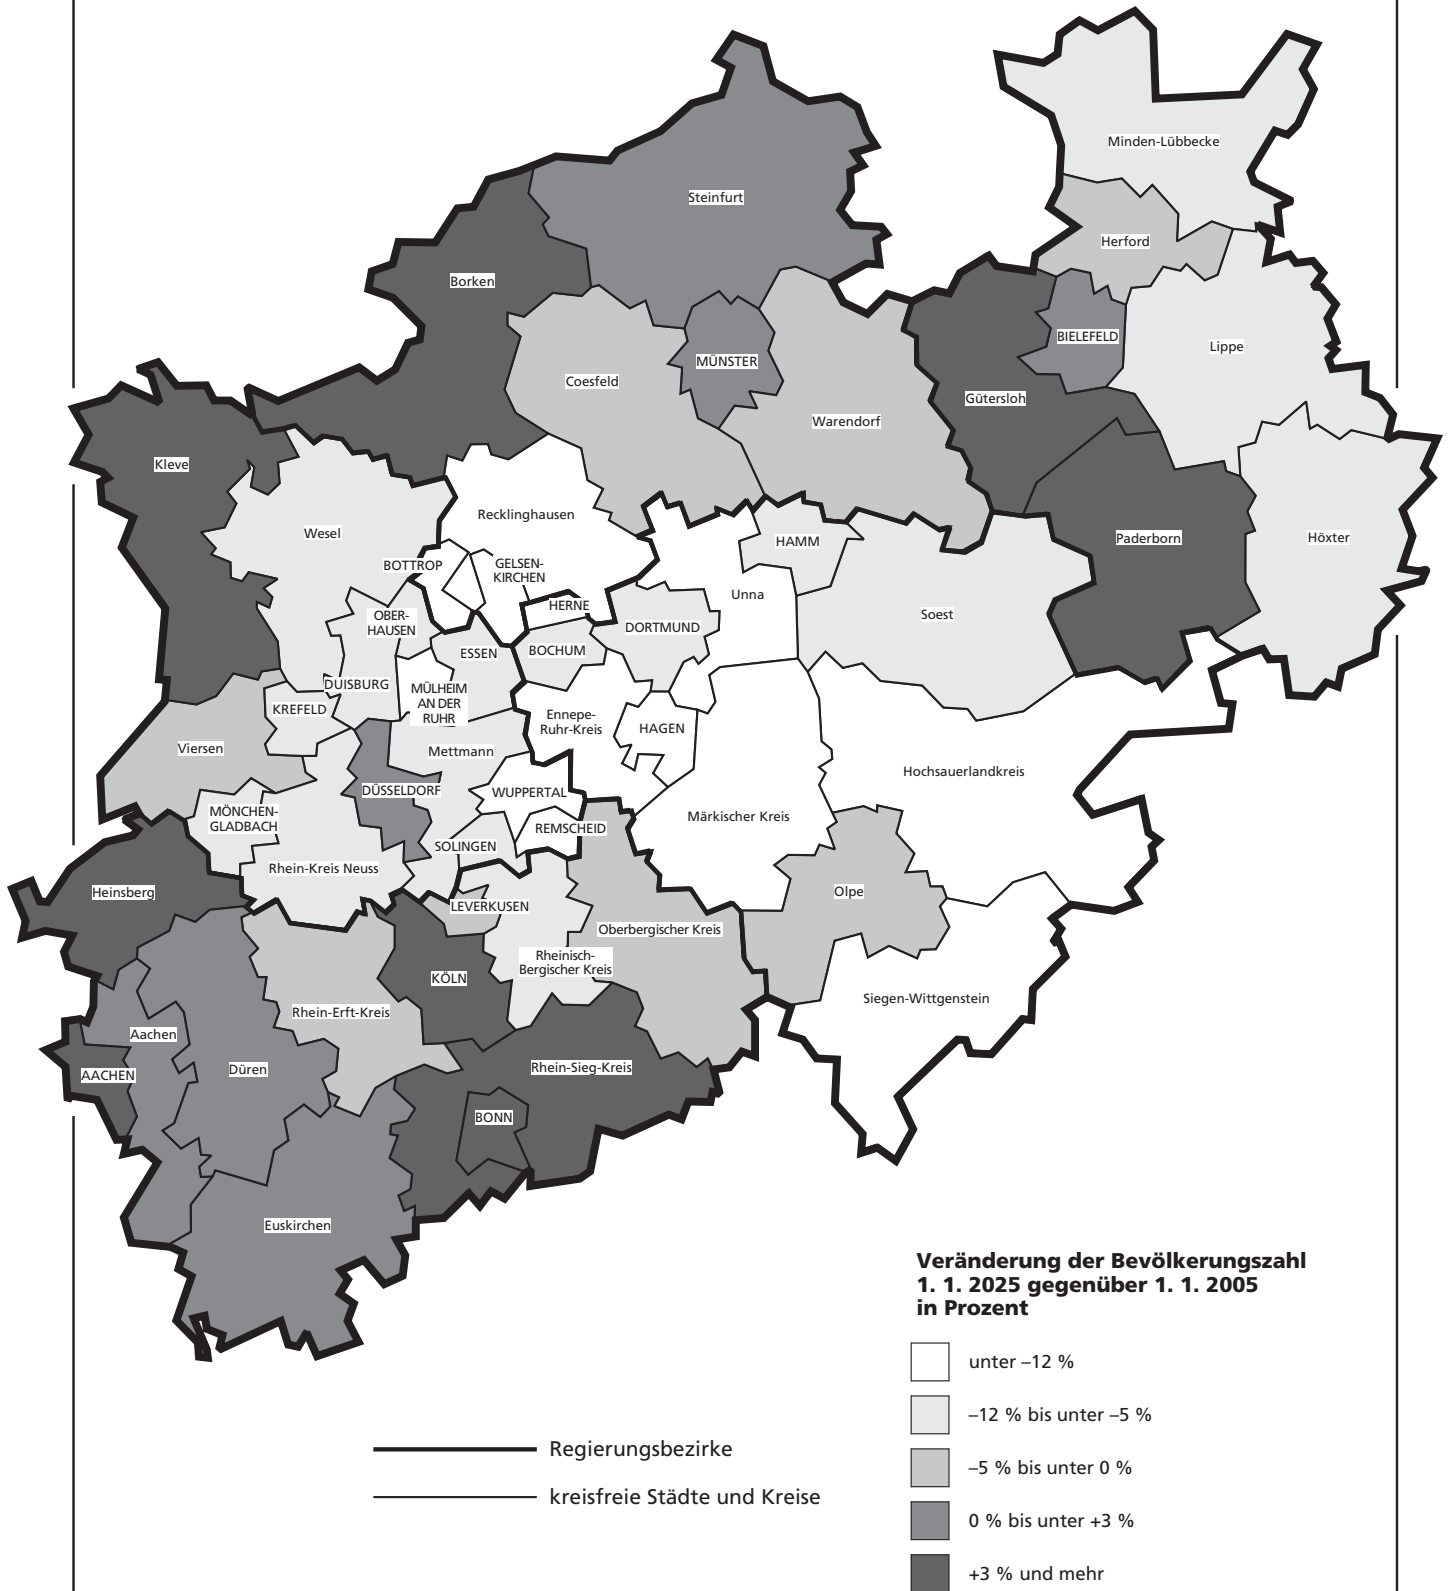 Minden-Lübbecke
Steinfurt
Herford
Borken
BIELEFELD
Lippe
MÜNSTER
Coesfeld
Gütersloh
Warendorf
Kleve
Recklinghausen
Wesel
HAMM
Paderborn
Höxter
BOTTROP
GELSEN-
KIRCHEN
Unna
HERNE
OBER-
HAUSEN
DORTMUND
Soest
ESSEN
BOCHUM
DUISBURG
MÜLHEIM
AN DER
RUHR
KREFELD
Ennepe-
Ruhr-Kreis
HAGEN
Viersen
Mettmann
Hochsauerlandkreis
DÜSSELDORF
WUPPERTAL
MÖNCHEN-
GLADBACH
Märkischer Kreis
REMSCHEID
SOLINGEN
Rhein-Kreis Neuss
Heinsberg
Olpe
LEVERKUSEN
Oberbergischer Kreis
Rheinisch-
Bergischer Kreis
KÖLN
Siegen-Wittgenstein
Rhein-Erft-Kreis
Aachen
Düren
Rhein-Sieg-Kreis
AACHEN
BONN
Euskirchen
Veränderung der Bevölkerungszahl
1. 1. 2025 gegenüber 1. 1. 2005
in Prozent
unter –12 %
–12 % bis unter –5 %
–5 % bis unter 0 %
0 % bis unter +3 %
+3 % und mehr
Regierungsbezirke
kreisfreie Städte und Kreise